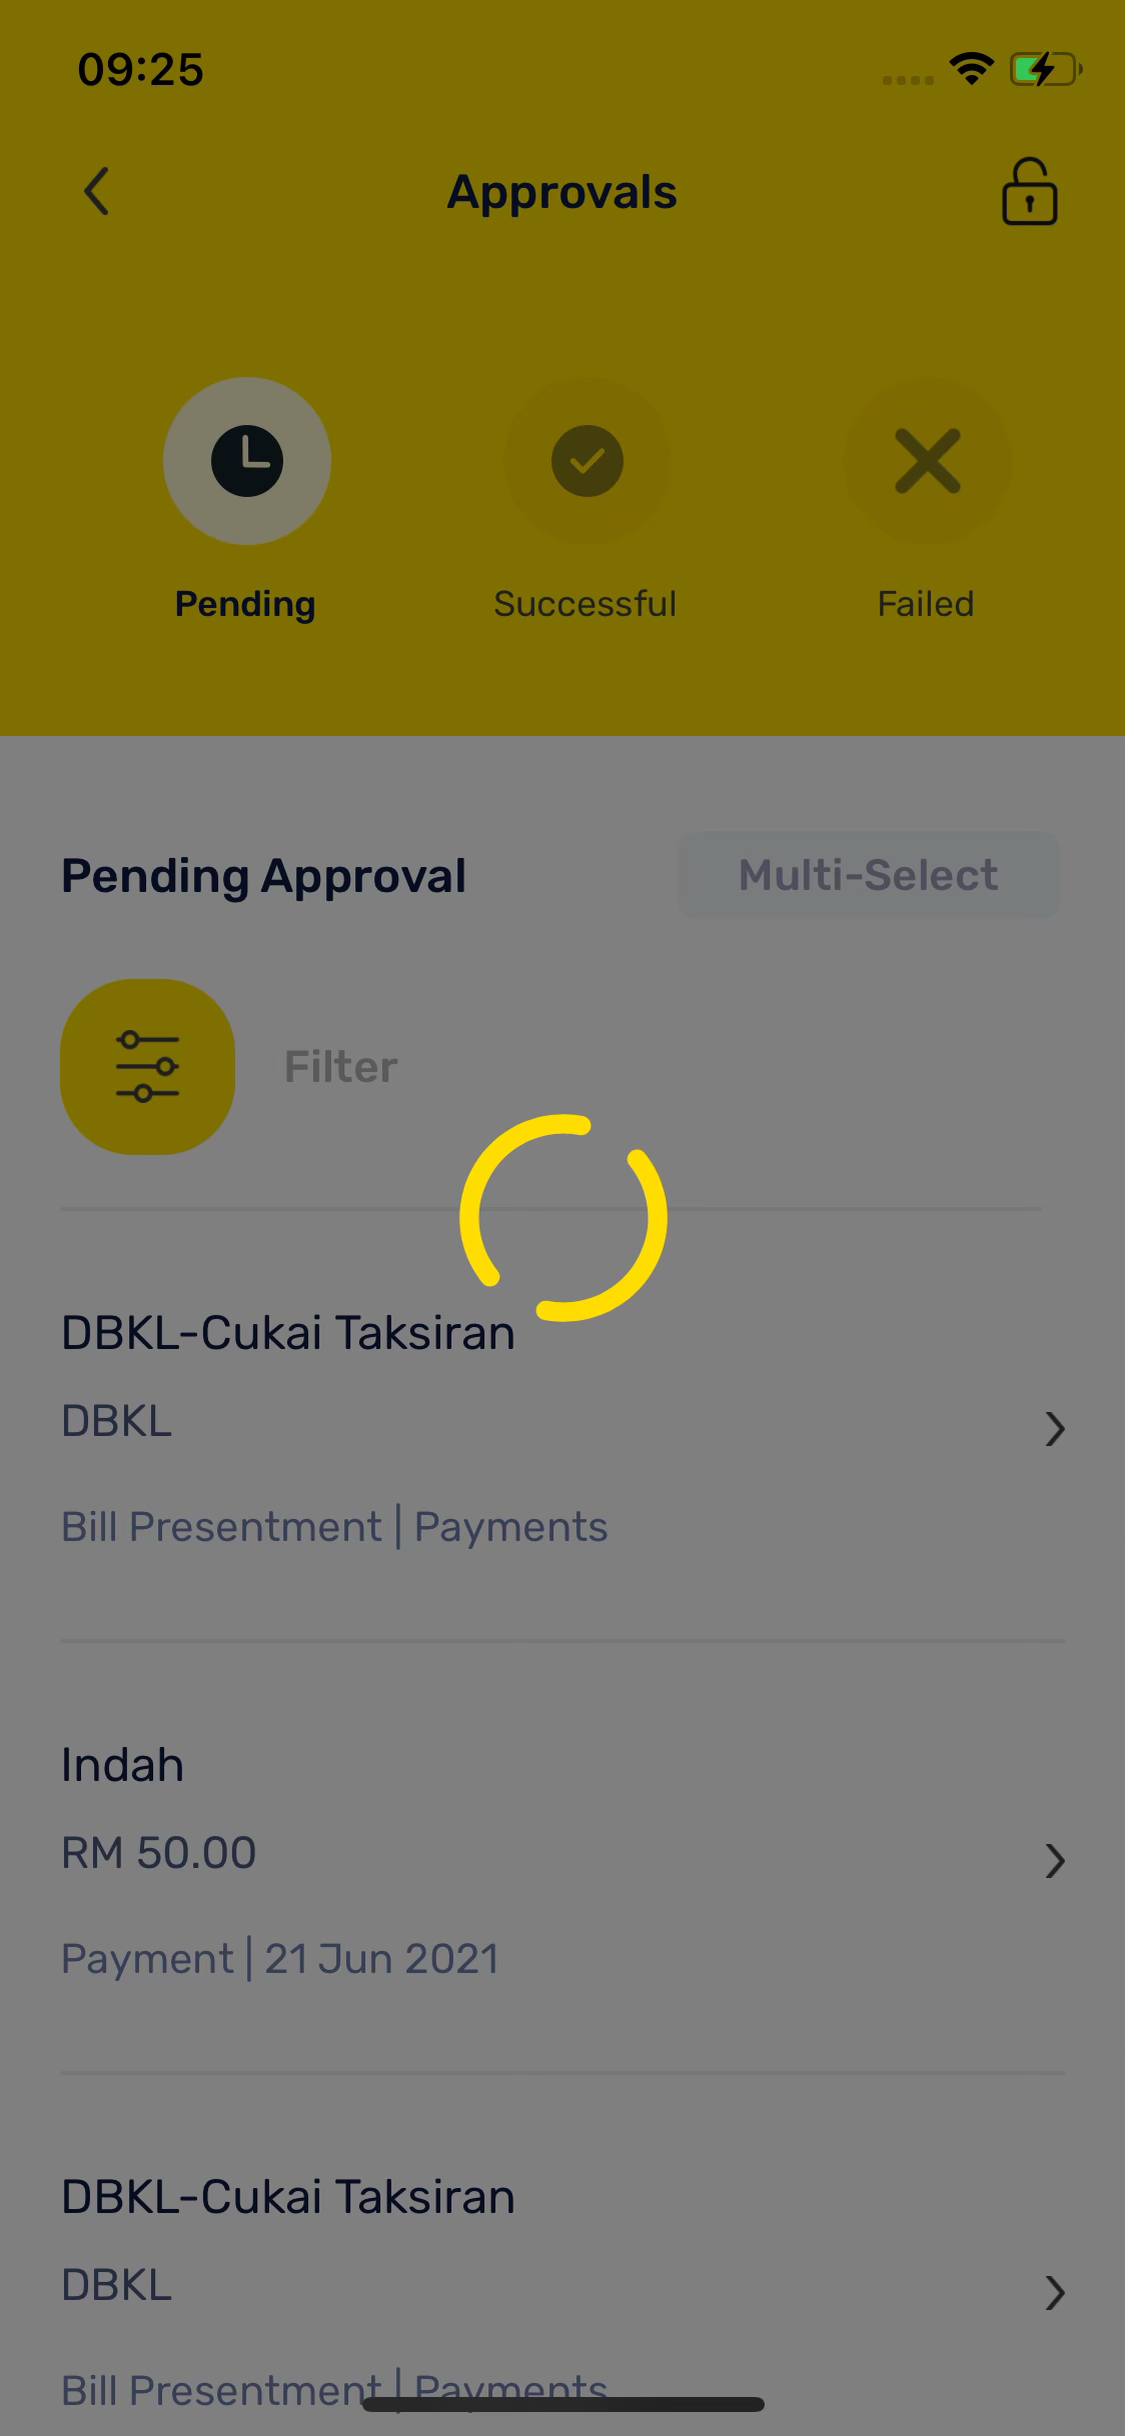 09:25
Approvals
Pending
Successful
Failed
Pending Approval
Multi-Select
Filter
DBKL-Cukai Taksiran
DBKL
Bill Presentment | Payments
Indah
RM 50.00
Payment | 21 Jun 2021
DBKL-Cukai Taksiran
DBKL
Bill Presentment | Payments